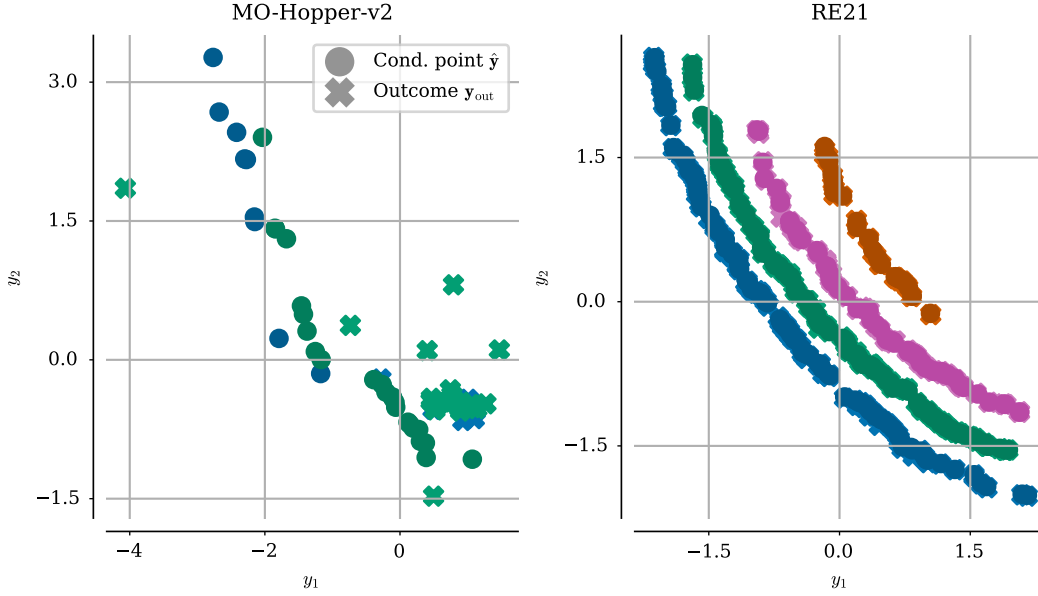 MO-Hopper-v2
Cond. point ŷ
Outcome y_out
3.0
1.5
0.0
−1.5
y₂
−4
−2
0
y₁
RE21
1.5
0.0
−1.5
y₂
−1.5
0.0
1.5
y₁